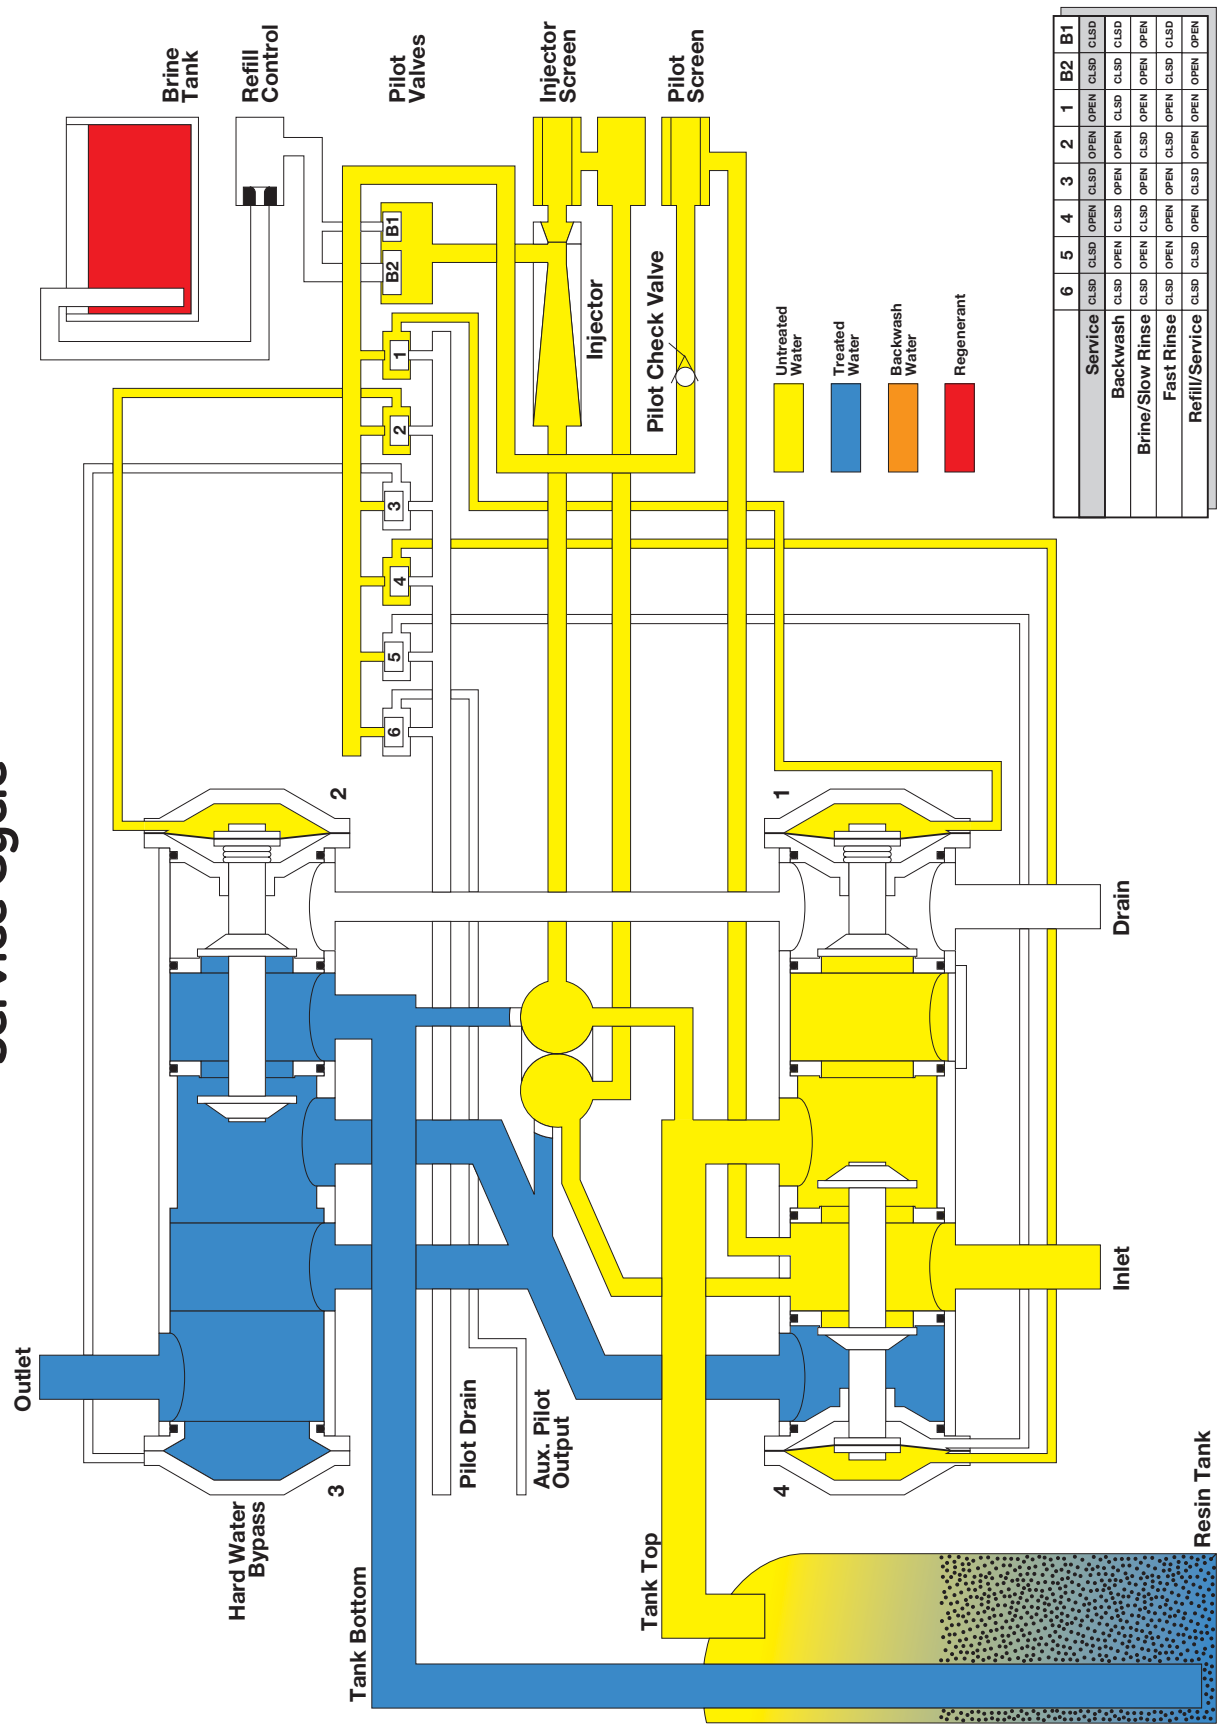 Service Cycle
Outlet
Brine
Tank
Refill
Control
Hard Water
Bypass
3
2
Pilot
Valves
6
5
4
3
2
1
B2
B1
Tank Bottom
Pilot Drain
Aux. Pilot
Output
Injector
Screen
Injector
Pilot Check Valve
Pilot
Screen
Tank Top
4
1
Untreated
Water
Treated
Water
Backwash
Water
Regenerant
Inlet
Drain
Resin Tank
6 5 4 3 2 1 B2 B1
Service CLSD CLSD OPEN CLSD OPEN OPEN CLSD CLSD
Backwash CLSD OPEN CLSD OPEN OPEN CLSD CLSD CLSD
Brine/Slow Rinse CLSD OPEN CLSD OPEN CLSD OPEN CLSD OPEN
Fast Rinse CLSD OPEN CLSD OPEN CLSD OPEN CLSD CLSD
Refill/Service CLSD CLSD OPEN CLSD OPEN OPEN OPEN OPEN